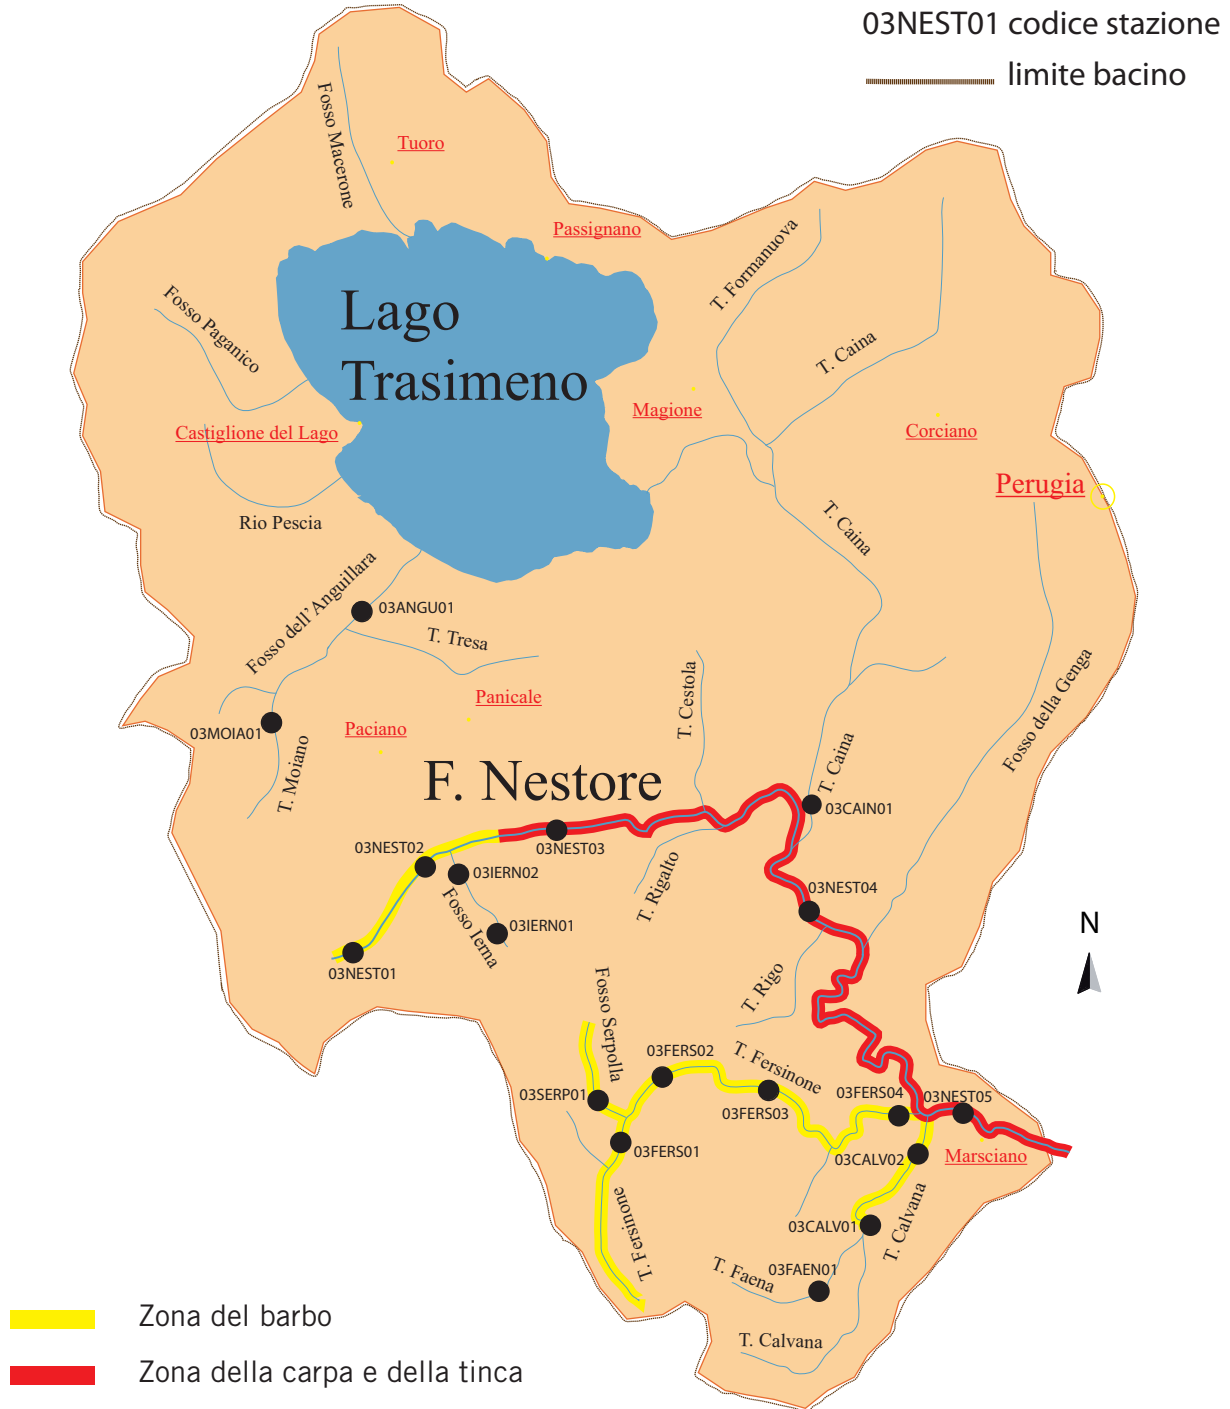 03NEST01 codice stazione
limite bacino
Fosso Macerone
Tuoro
Passignano
T. Formanuova
Fosso Paganico
Lago
Trasimeno
T. Caina
Magione
Castiglione del Lago
Corciano
Perugia
Rio Pescia
T. Caina
Fosso dell'Anguillara
03ANGU01
T. Tresa
Fosso della Genga
T. Cestola
Panicale
Paciano
03MOIA01
T. Moiano
F. Nestore
T. Caina
03CAIN01
03NEST02
03NEST03
03IERN02
T. Rigalto
03NEST04
Fosso Ierna
03IERN01
03NEST01
N
Fosso Serpolla
T. Rigo
03FERS02
T. Fersinone
03SERP01
03FERS03
03FERS04
03NEST05
03FERS01
03CALV02
Marsciano
T. Fersinone
03CALV01
T. Calvana
T. Faena
03FAEN01
T. Calvana
Zona del barbo
Zona della carpa e della tinca